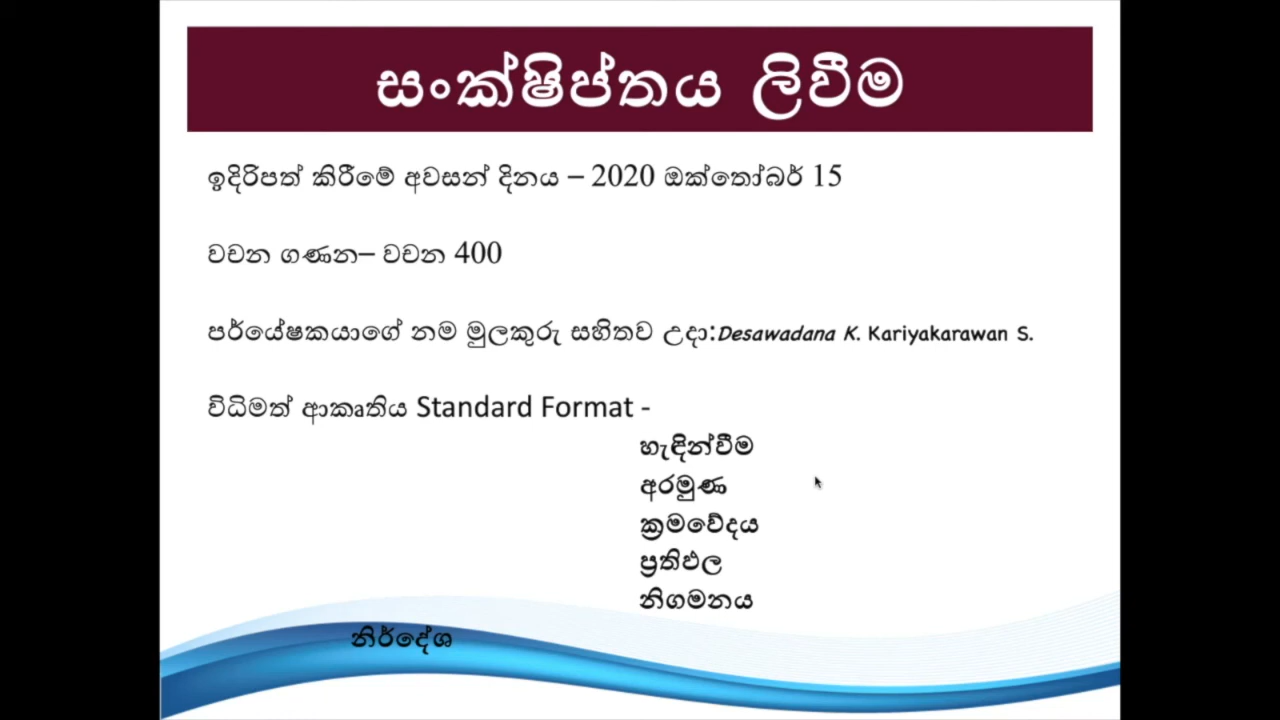 සංක්ෂිප්තය ලිවීම
ඉදිරිපත් කිරීමේ අවසන් දිනය – 2020 ඔක්තෝබර් 15
වචන ගණන– වචන 400
පර්යේෂකයාගේ නම මුලකුරු සහිතව උදා:Desawadana K. Kariyakarawan S.
විධිමත් ආකෘතිය Standard Format -
හැඳින්වීම
අරමුණ
ක්‍රමවේදය
ප්‍රතිඵල
නිගමනය
නිර්දේශ